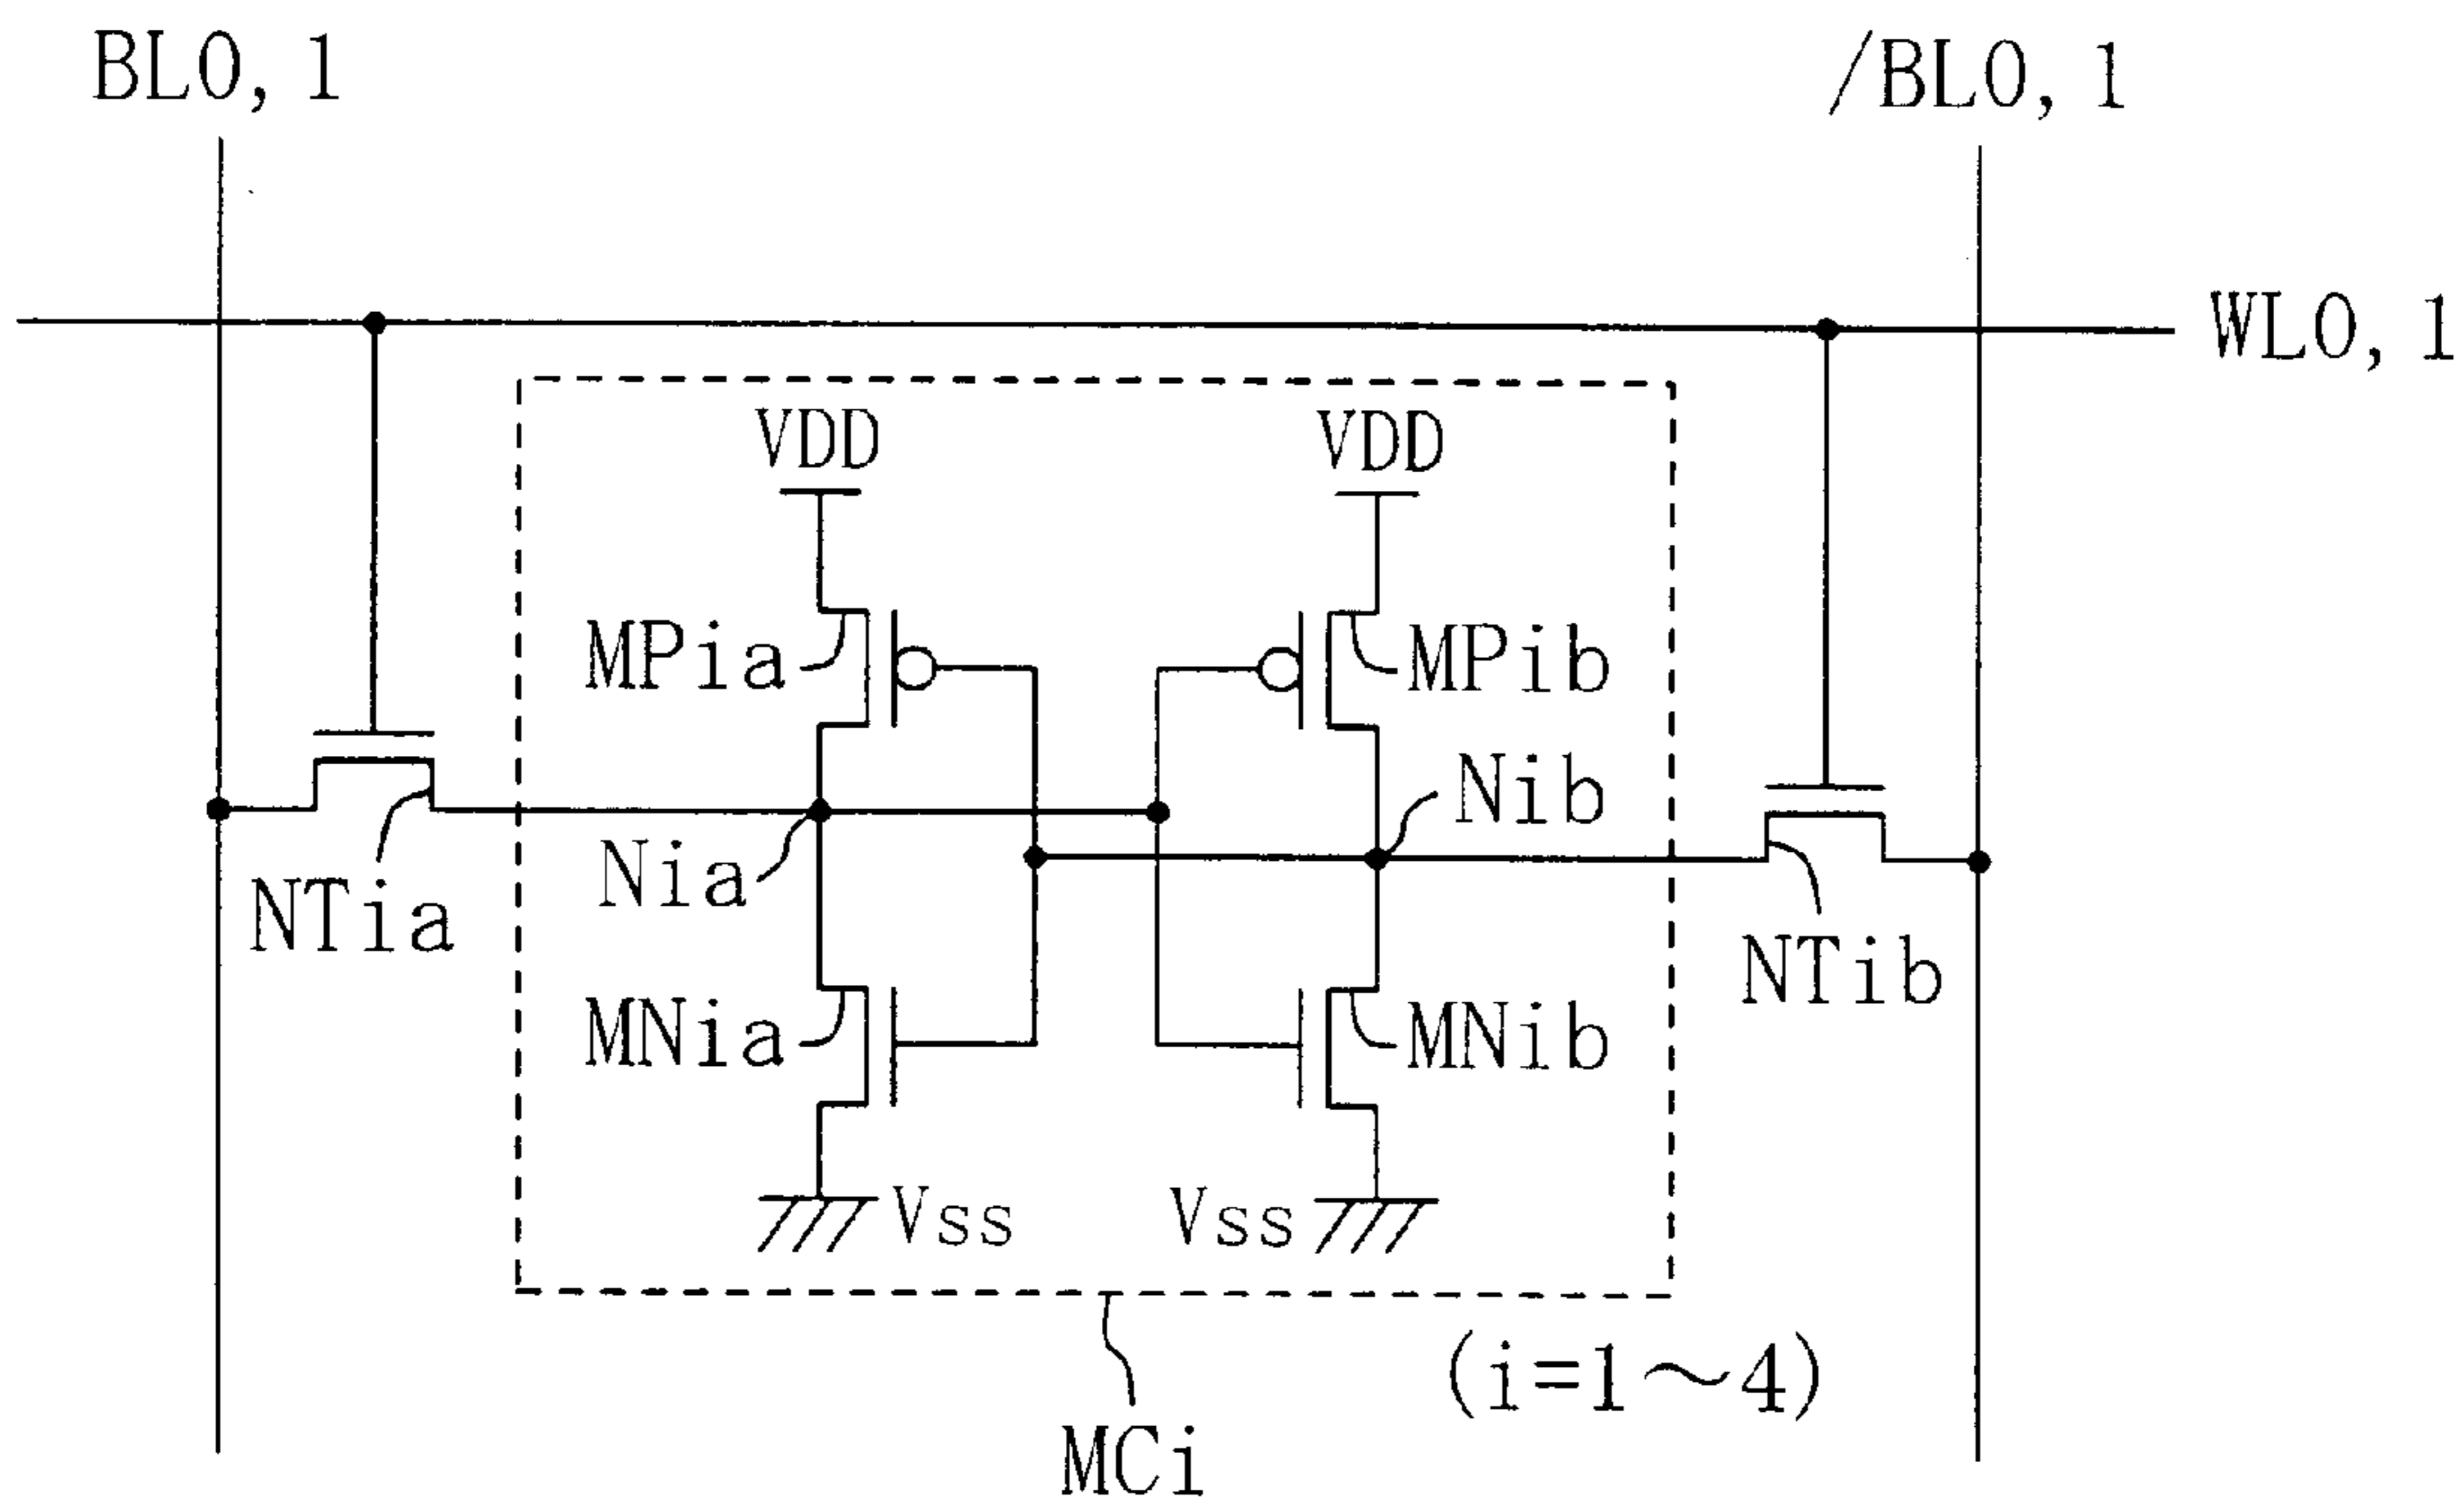 BL0, 1
/BL0, 1
WL0, 1
VDD
VDD
MPia
MPib
Nib
Nia
NTia
NTib
MNia
MNib
Vss
Vss
(i=1~4)
MCi